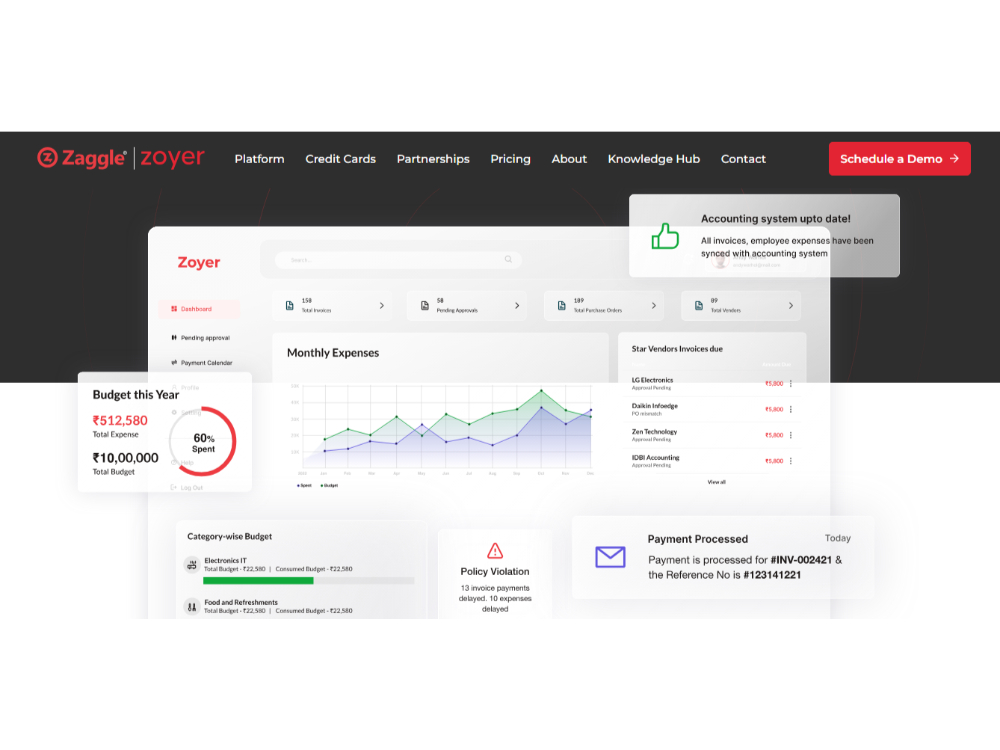 Zaggle | zoyer
Platform
Credit Cards
Partnerships
Pricing
About
Knowledge Hub
Contact
Schedule a Demo →
Accounting system upto date!
All invoices, employee expenses have been
synced with accounting system
Zoyer
Search...
158
Total Invoices
58
Pending Approvals
189
Total Purchase Orders
89
Total Vendors
Dashboard
Pending approval
Payment Calendar
Profile
Setting
Help
Log Out
Budget this Year
₹512,580
Total Expense
₹10,00,000
Total Budget
60%
Spent
Monthly Expenses
Spent
Budget
Star Vendors Invoices due
LG Electronics
Approval Pending
₹5,800
Daikin Infoedge
PO mismatch
₹5,800
Zen Technology
Approval Pending
₹5,800
IDBI Accounting
Approval Pending
₹5,800
View all
Category-wise Budget
Electronics IT
Total Budget - ₹22,580 | Consumed Budget - ₹22,580
Food and Refreshments
Total Budget - ₹22,580 | Consumed Budget - ₹22,580
Policy Violation
13 invoice payments
delayed. 10 expenses
delayed
Payment Processed
Today
Payment is processed for #INV-002421 &
the Reference No is #123141221